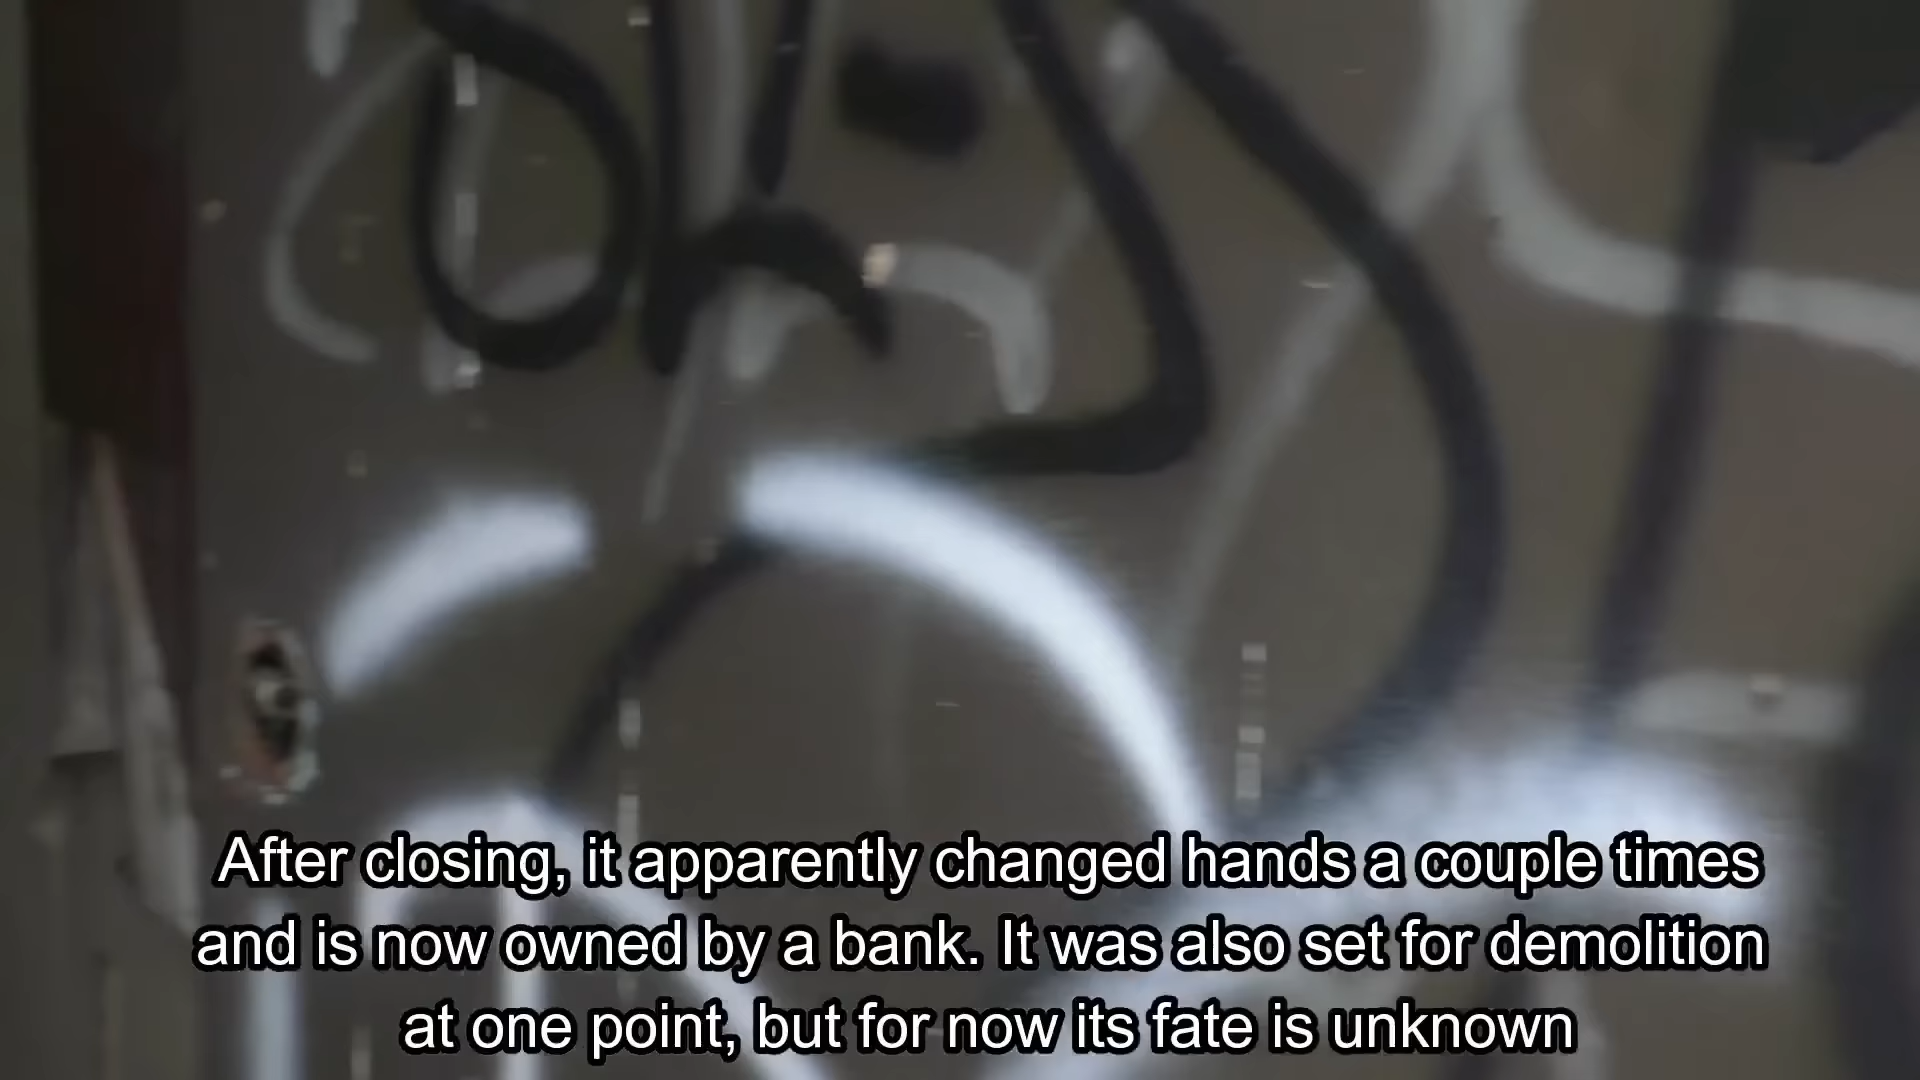 After closing, it apparently changed hands a couple times
and is now owned by a bank. It was also set for demolition
at one point, but for now its fate is unknown